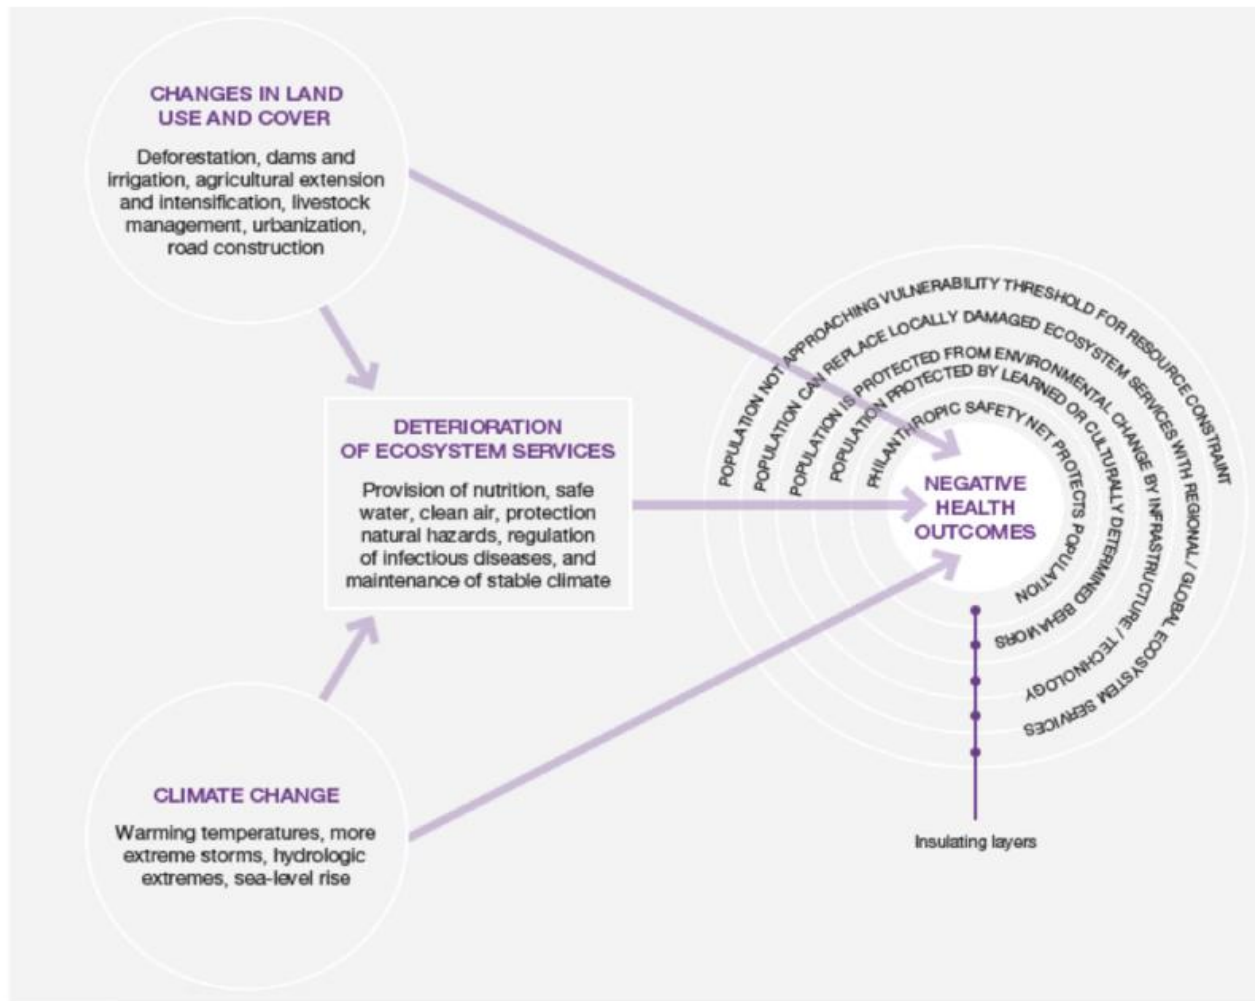 CHANGES IN LAND
USE AND COVER
Deforestation, dams and
irrigation, agricultural extension
and intensification, livestock
management, urbanization,
road construction
DETERIORATION
OF ECOSYSTEM SERVICES
Provision of nutrition, safe
water, clean air, protection
natural hazards, regulation
of infectious diseases, and
maintenance of stable climate
CLIMATE CHANGE
Warming temperatures, more
extreme storms, hydrologic
extremes, sea-level rise
POPULATION NOT APPROACHING VULNERABILITY THRESHOLD FOR RESOURCE CONSTRAINT
POPULATION CAN REPLACE LOCALLY DAMAGED ECOSYSTEM SERVICES WITH REGIONAL / GLOBAL ECOSYSTEM SERVICES
POPULATION IS PROTECTED FROM ENVIRONMENTAL CHANGE BY INFRASTRUCTURE / TECHNOLOGY
POPULATION PROTECTED BY LEARNED OR CULTURALLY DETERMINED BEHAVIORS
PHILANTHROPIC SAFETY NET PROTECTS POPULATION
NEGATIVE
HEALTH
OUTCOMES
Insulating layers